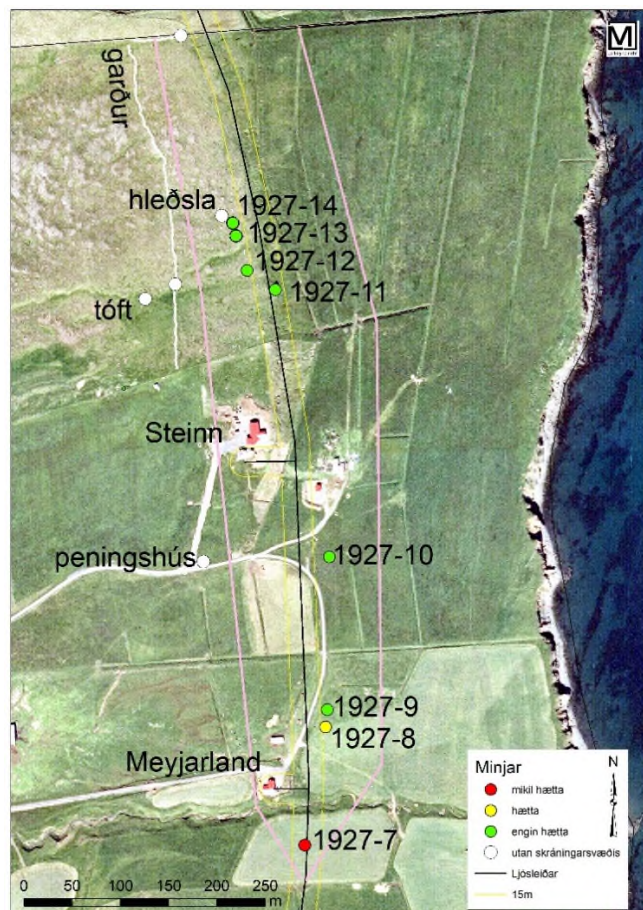 garður
hleðsla
1927-14
1927-13
1927-12
1927-11
tóft
Steinn
peningshús
1927-10
1927-9
1927-8
Meyjarland
1927-7
Minjar
mikil hætta
hætta
engin hætta
utan skráningarsvæðis
Ljósleiðar
15m
N
0 50 100 150 200 250
m
M